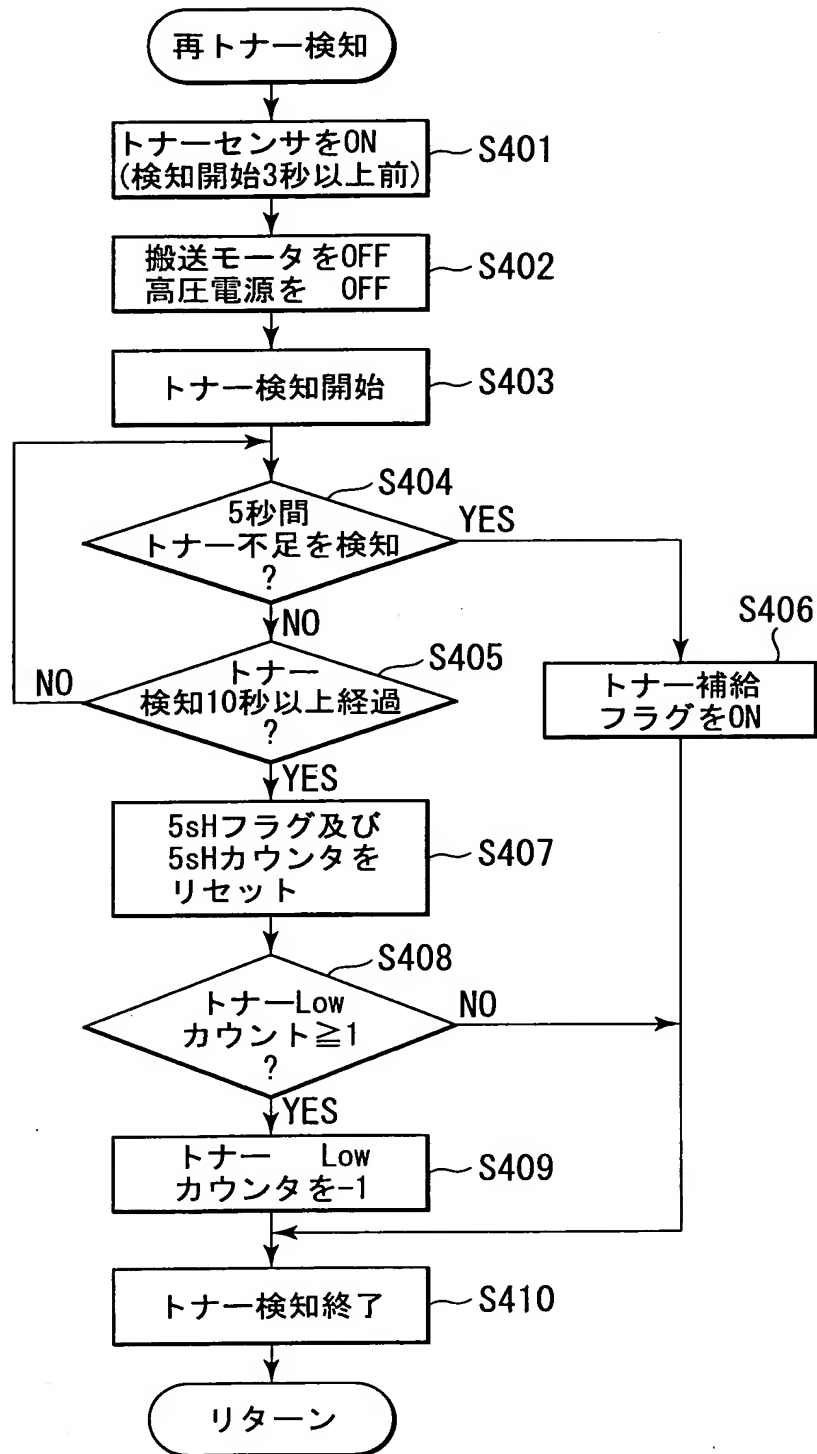 再トナー検知
トナーセンサをON
(検知開始3秒以上前)
S401
搬送モータをOFF
高圧電源を OFF
S402
トナー検知開始
S403
S404
5秒間
トナー不足を検知
?
YES
NO
S405
トナー
検知10秒以上経過
?
NO
YES
S406
トナー補給
フラグをON
5sHフラグ及び
5sHカウンタを
リセット
S407
S408
トナーLow
カウント≧1
?
NO
YES
トナー Low
カウンタを-1
S409
トナー検知終了
S410
リターン